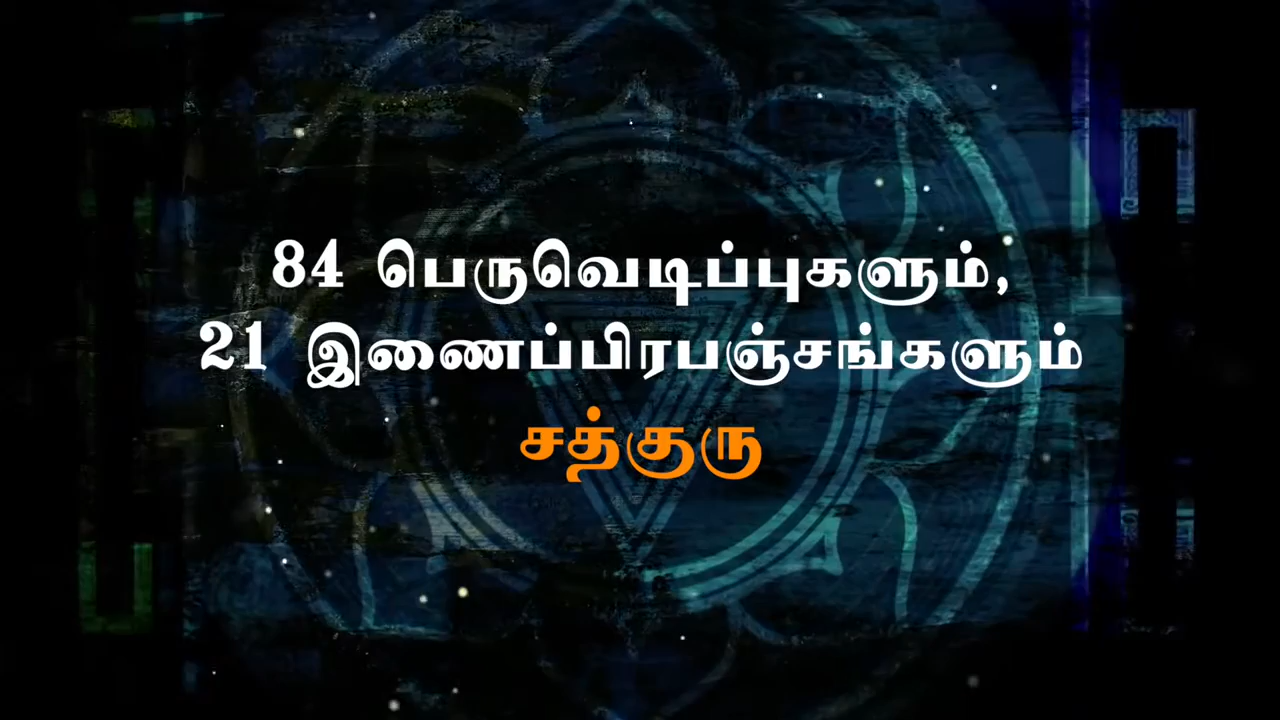 84 பெருவெடிப்புகளும்,
21 இணைப்பிரபஞ்சங்களும்
சத்குரு